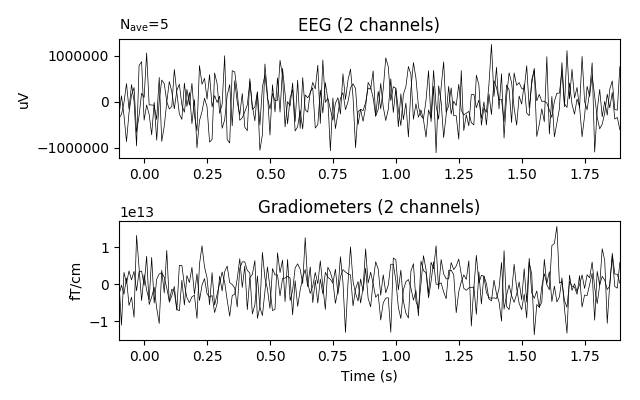 N_ave=5
EEG (2 channels)
1000000
0
−1000000
uV
0.00 0.25 0.50 0.75 1.00 1.25 1.50 1.75
1e13
Gradiometers (2 channels)
1
0
−1
fT/cm
0.00 0.25 0.50 0.75 1.00 1.25 1.50 1.75
Time (s)